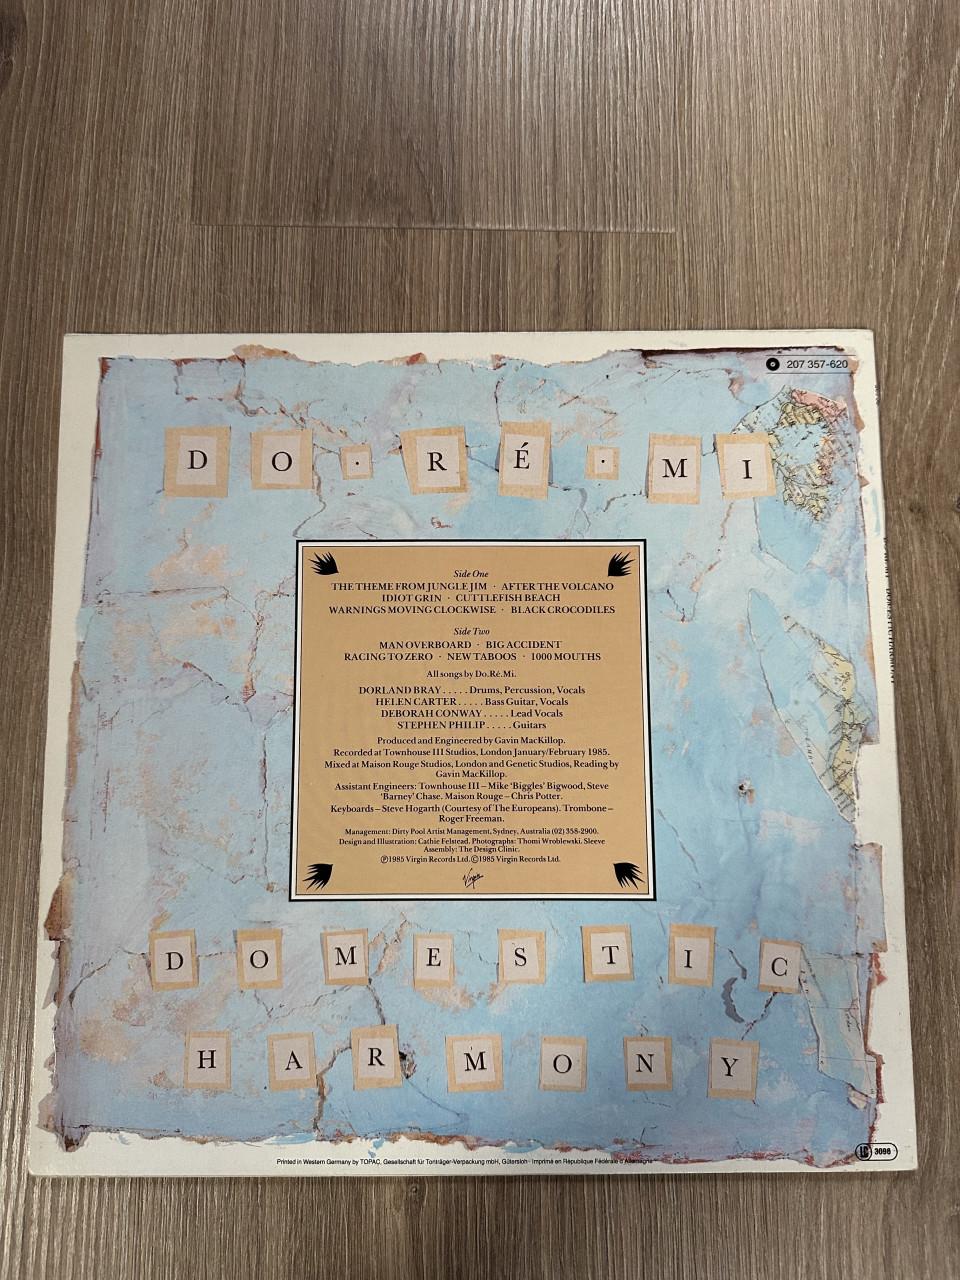 207 357-620
DO·RÉ·MI
Side One
THE THEME FROM JUNGLE JIM · AFTER THE VOLCANO
IDIOT GRIN · CUTTLEFISH BEACH
WARNINGS MOVING CLOCKWISE · BLACK CROCODILES
Side Two
MAN OVERBOARD · BIG ACCIDENT
RACING TO ZERO · NEW TABOOS · 1000 MOUTHS
All songs by Do.Ré.Mi.
DORLAND BRAY.....Drums, Percussion, Vocals
HELEN CARTER.....Bass Guitar, Vocals
DEBORAH CONWAY.....Lead Vocals
STEPHEN PHILIP.....Guitars
Produced and Engineered by Gavin MacKillop.
Recorded at Townhouse III Studios, London January/February 1985.
Mixed at Maison Rouge Studios, London and Genetic Studios, Reading by
Gavin MacKillop.
Assistant Engineers: Townhouse III – Mike 'Biggles' Bigwood, Steve
'Barney' Chase. Maison Rouge – Chris Potter.
Keyboards – Steve Hogarth (Courtesy of The Europeans). Trombone –
Roger Freeman.
Management: Dirty Pool Artist Management, Sydney, Australia (02) 358-2900.
Design and Illustration: Cathie Felstead. Photographs: Thomi Wroblewski. Sleeve
Assembly: The Design Clinic.
Ⓟ1985 Virgin Records Ltd. ©1985 Virgin Records Ltd.
Virgin
DOMESTIC
HARMONY
Printed in Western Germany by TOPAC, Gesellschaft für Tonträger-Verpackung mbH, Gütersloh · Imprimé en République Fédérale d'Allemagne
LC 3098